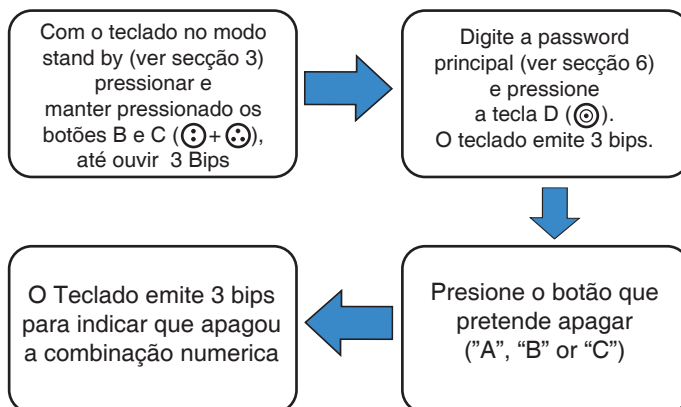 Com o teclado no modo
stand by (ver secção 3)
pressionar e
manter pressionado os
botões B e C ( + ),
até ouvir 3 Bips
Digite a password
principal (ver secção 6)
e pressione
a tecla D ( ).
O teclado emite 3 bips.
Presione o botão que
pretende apagar
("A", “B” or “C”)
O Teclado emite 3 bips
para indicar que apagou
a combinação numerica